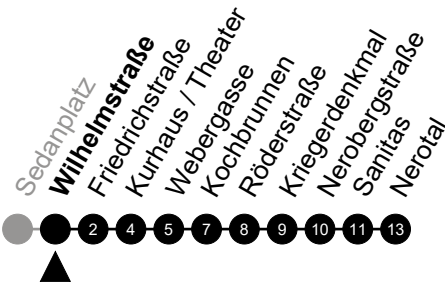 Sedanplatz
Wilhelmstraße
Friedrichstraße
Kurhaus / Theater
Webergasse
Kochbrunnen
Röderstraße
Kriegerdenkmal
Nerobergstraße
Sanitas
Nerotal
2 4 5 7 8 9 10 11 13